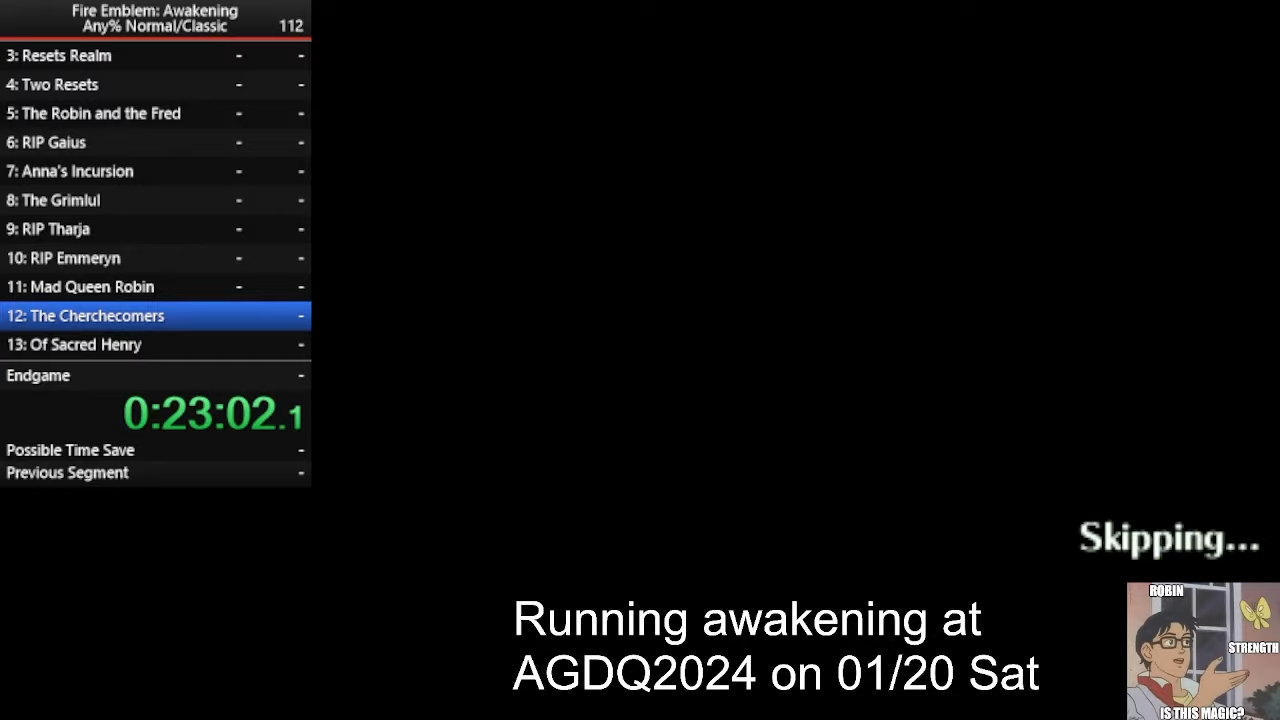 Fire Emblem: Awakening
Any% Normal/Classic 112
3: Resets Realm - -
4: Two Resets - -
5: The Robin and the Fred - -
6: RIP Gaius - -
7: Anna's Incursion - -
8: The Grimlul - -
9: RIP Tharja - -
10: RIP Emmeryn - -
11: Mad Queen Robin - -
12: The Cherchecomers -
13: Of Sacred Henry -
Endgame -
0:23:02.1
Possible Time Save -
Previous Segment -
Skipping...
Running awakening at
AGDQ2024 on 01/20 Sat
ROBIN
STRENGTH
IS THIS MAGIC?